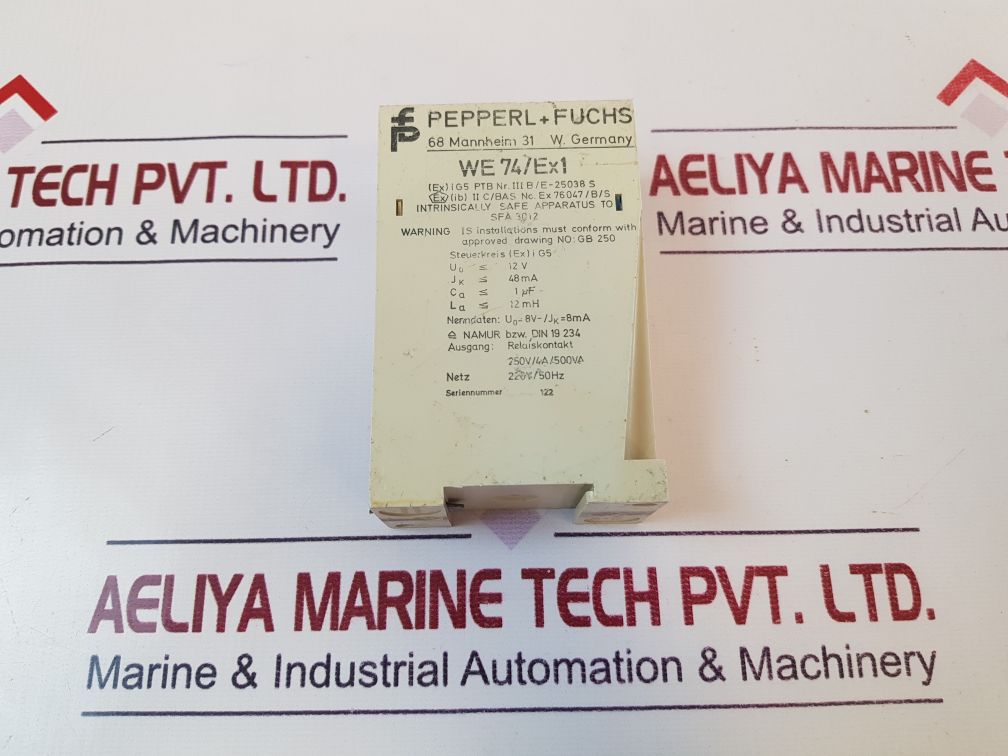 PEPPERL+FUCHS
68 Mannheim 31 W. Germany
WE 74/Ex1
(Ex) i G5 PTB Nr. III B/E-25038 S
(Ex) (ib) II C/BAS No. Ex 76047/B/S
INTRINSICALLY SAFE APPARATUS TO
SFA 3012
WARNING IS installations must conform with
approved drawing NO: GB 250
Steuerkreis (Ex) i G5
U₀ ≤ 12 V
JK ≤ 48 mA
Ca ≤ 1 µF
La ≤ 12 mH
Nenndaten: U₀=8V-/JK=8mA
NAMUR bzw. DIN 19 234
Ausgang: Relaiskontakt
250V/4A/500VA
Netz 220V/50Hz
Seriennummer 122
TECH PVT. LTD.
omation & Machinery
AELIYA MARINE
Marine & Industrial Au
AELIYA MARINE TECH PVT. LTD.
Marine & Industrial Automation & Machinery